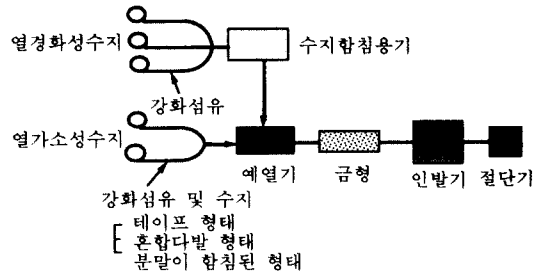 열경화성수지
수지함침용기
강화섬유
열가소성수지
예열기
금형
인발기
절단기
강화섬유 및 수지
테이프 형태
혼합다발 형태
분말이 함침된 형태